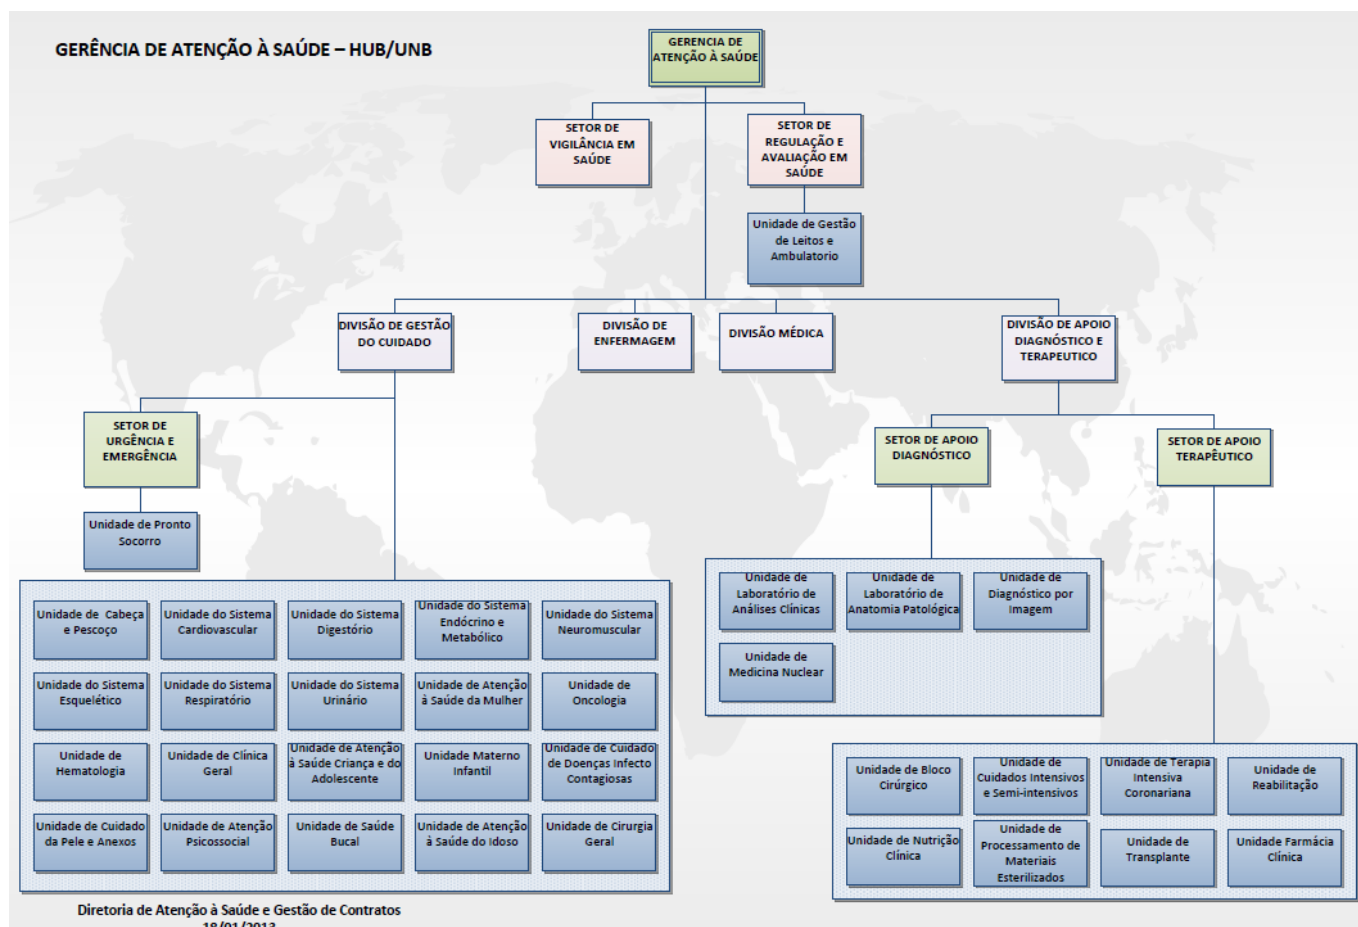 GERÊNCIA DE ATENÇÃO À SAÚDE – HUB/UNB
GERENCIA DE
ATENÇÃO À SAÚDE
SETOR DE
VIGILÂNCIA EM
SAÚDE
SETOR DE
REGULAÇÃO E
AVALIAÇÃO EM
SAÚDE
Unidade de Gestão
de Leitos e
Ambulatorio
DIVISÃO DE GESTÃO
DO CUIDADO
DIVISÃO DE
ENFERMAGEM
DIVISÃO MÉDICA
DIVISÃO DE APOIO
DIAGNÓSTICO E
TERAPEUTICO
SETOR DE
URGÊNCIA E
EMERGÊNCIA
Unidade de Pronto
Socorro
SETOR DE APOIO
DIAGNÓSTICO
SETOR DE APOIO
TERAPÊUTICO
Unidade de Cabeça
e Pescoço
Unidade do Sistema
Cardiovascular
Unidade do Sistema
Digestório
Unidade do Sistema
Endócrino e
Metabólico
Unidade do Sistema
Neuromuscular
Unidade do Sistema
Esquelético
Unidade do Sistema
Respiratório
Unidade do Sistema
Urinário
Unidade de Atenção
à Saúde da Mulher
Unidade de
Oncologia
Unidade de
Hematologia
Unidade de Clínica
Geral
Unidade de Atenção
à Saúde Criança e do
Adolescente
Unidade Materno
Infantil
Unidade de Cuidado
de Doenças Infecto
Contagiosas
Unidade de Cuidado
da Pele e Anexos
Unidade de Atenção
Psicossocial
Unidade de Saúde
Bucal
Unidade de Atenção
à Saúde do Idoso
Unidade de Cirurgia
Geral
Unidade de
Laboratório de
Análises Clínicas
Unidade de
Laboratório de
Anatomia Patológica
Unidade de
Diagnóstico por
Imagem
Unidade de
Medicina Nuclear
Unidade de Bloco
Cirúrgico
Unidade de
Cuidados Intensivos
e Semi-intensivos
Unidade de Terapia
Intensiva
Coronariana
Unidade de
Reabilitação
Unidade de Nutrição
Clínica
Unidade de
Processamento de
Materiais
Esterilizados
Unidade de
Transplante
Unidade Farmácia
Clínica
Diretoria de Atenção à Saúde e Gestão de Contratos
18/01/2013